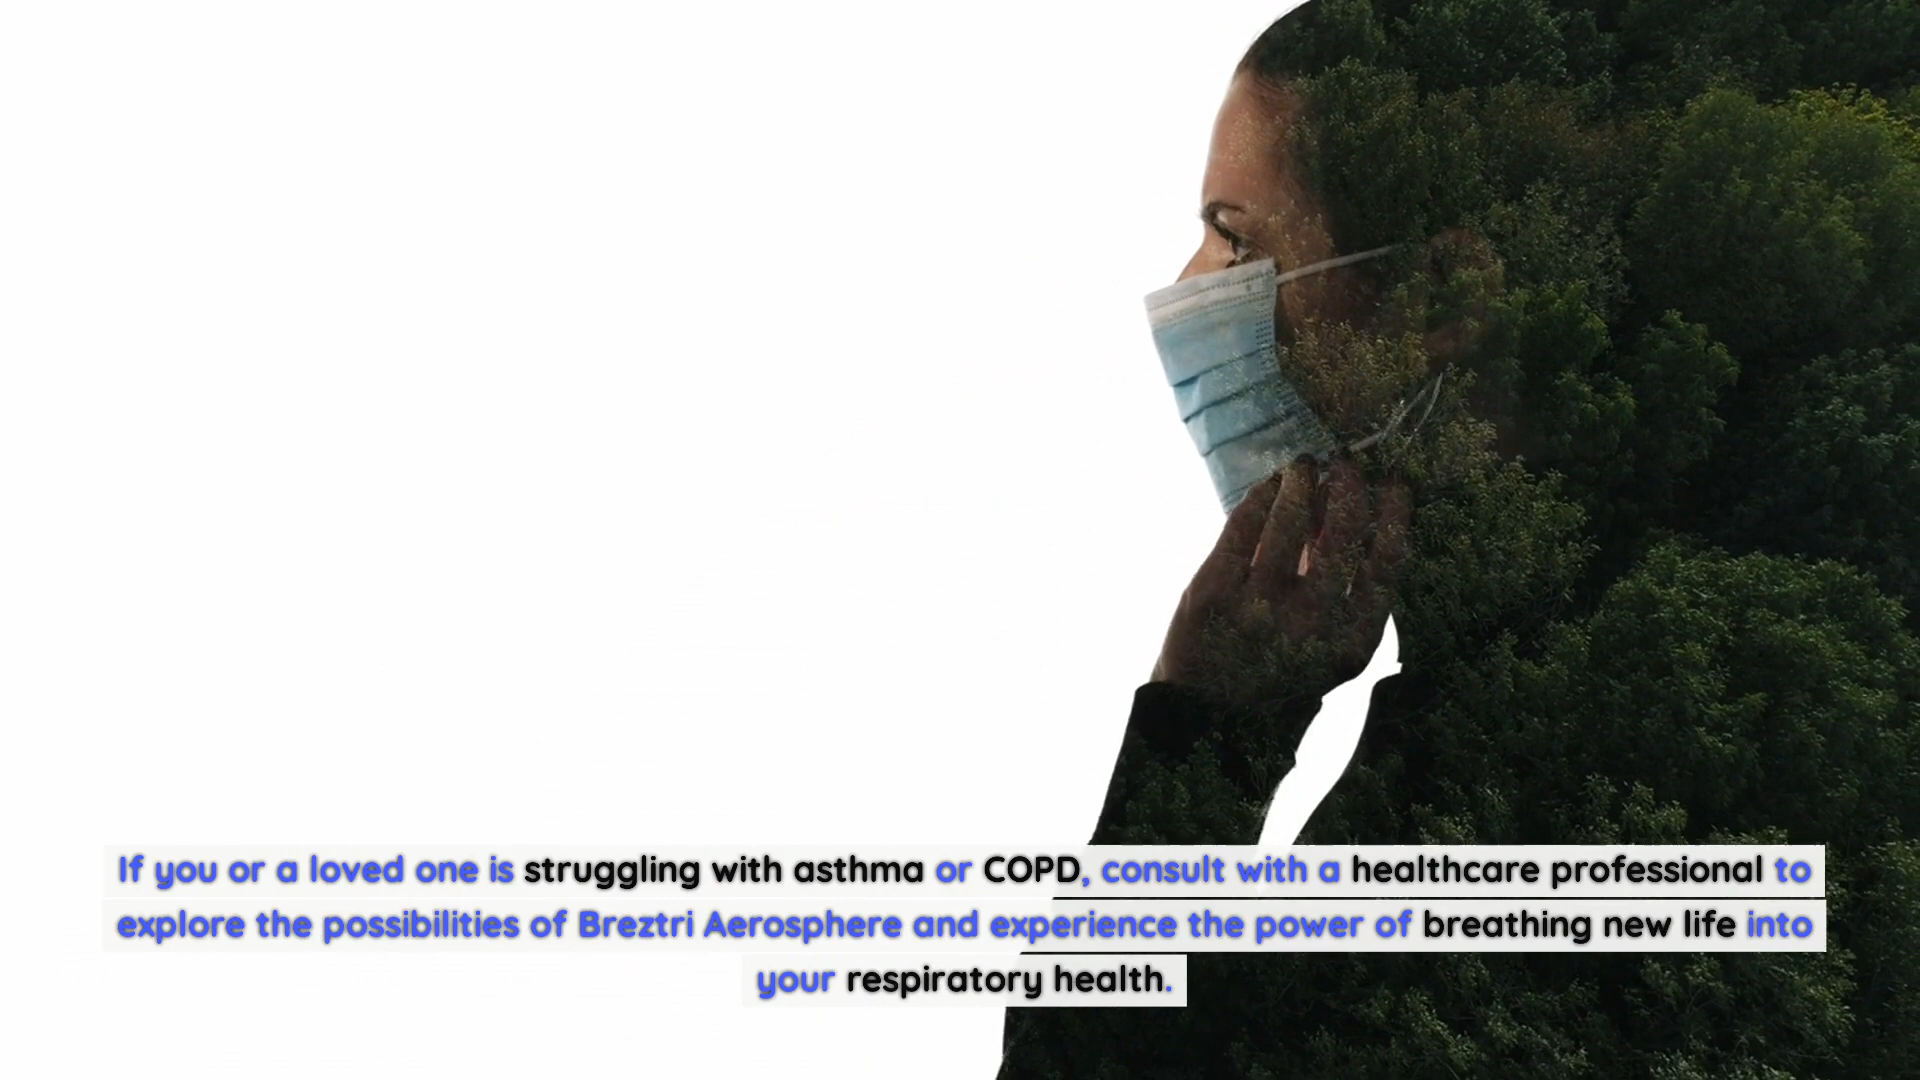 If you or a loved one is struggling with asthma or COPD, consult with a healthcare professional to
explore the possibilities of Breztri Aerosphere and experience the power of breathing new life into
your respiratory health.